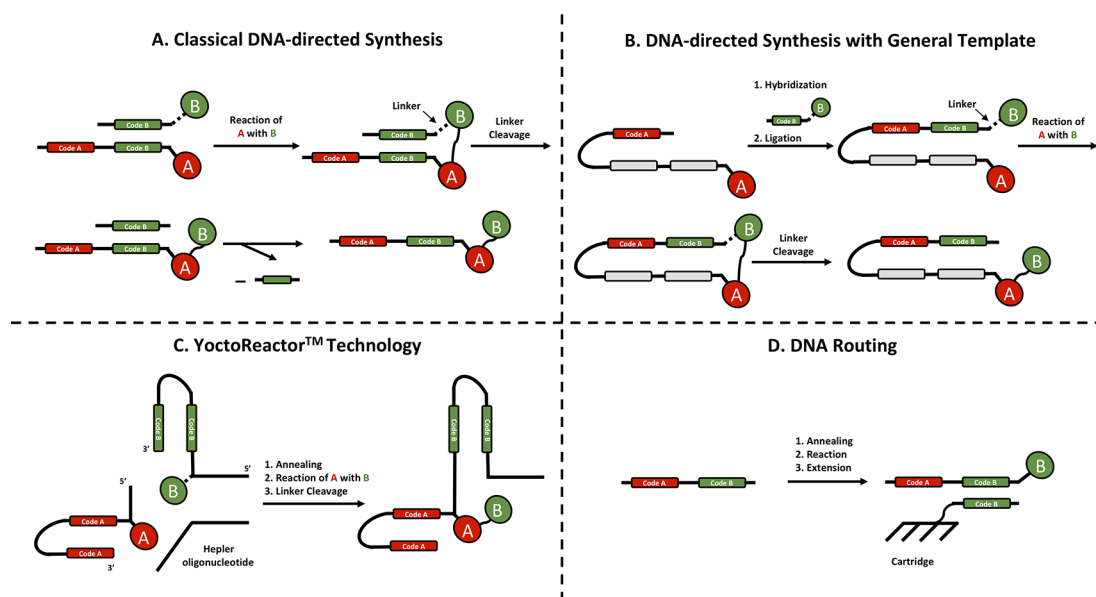 A. Classical DNA-directed Synthesis
B
Code B
Code A
Code B
A
Reaction of
A with B
Linker
B
Code B
Code A
Code B
A
Linker
Cleavage
Code B
B
Code A
Code B
A
– Code B
B
Code A
Code B
A
B. DNA-directed Synthesis with General Template
Code A
A
1. Hybridization
B
Code B
2. Ligation
Linker
B
Code A
Code B
A
Reaction of
A with B
B
Code A
Code B
A
Linker
Cleavage
Code A
Code B
B
A
C. YoctoReactor™ Technology
Code B
Code B
3’
5’
B
5’
Code A
A
Code A
3’
Hepler
oligonucleotide
1. Annealing
2. Reaction of A with B
3. Linker Cleavage
Code B
Code B
Code A
B
A
Code A
D. DNA Routing
Code A
Code B
1. Annealing
2. Reaction
3. Extension
B
Code A
Code B
Code B
Cartridge